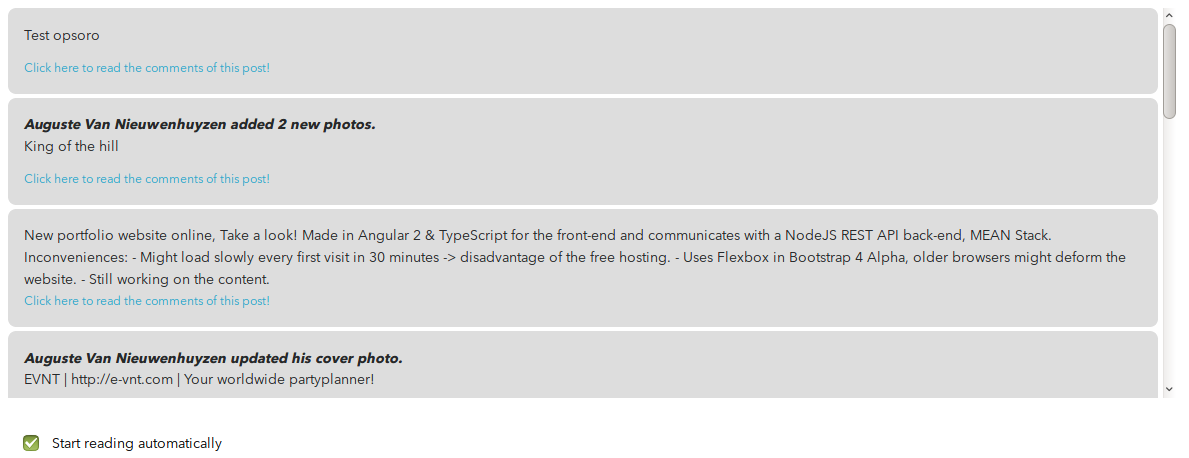 Test opsoro
Click here to read the comments of this post!
Auguste Van Nieuwenhuyzen added 2 new photos.
King of the hill
Click here to read the comments of this post!
New portfolio website online, Take a look! Made in Angular 2 & TypeScript for the front-end and communicates with a NodeJS REST API back-end, MEAN Stack.
Inconveniences: - Might load slowly every first visit in 30 minutes -> disadvantage of the free hosting. - Uses Flexbox in Bootstrap 4 Alpha, older browsers might deform the
website. - Still working on the content.
Click here to read the comments of this post!
Auguste Van Nieuwenhuyzen updated his cover photo.
EVNT | http://e-vnt.com | Your worldwide partyplanner!
Start reading automatically